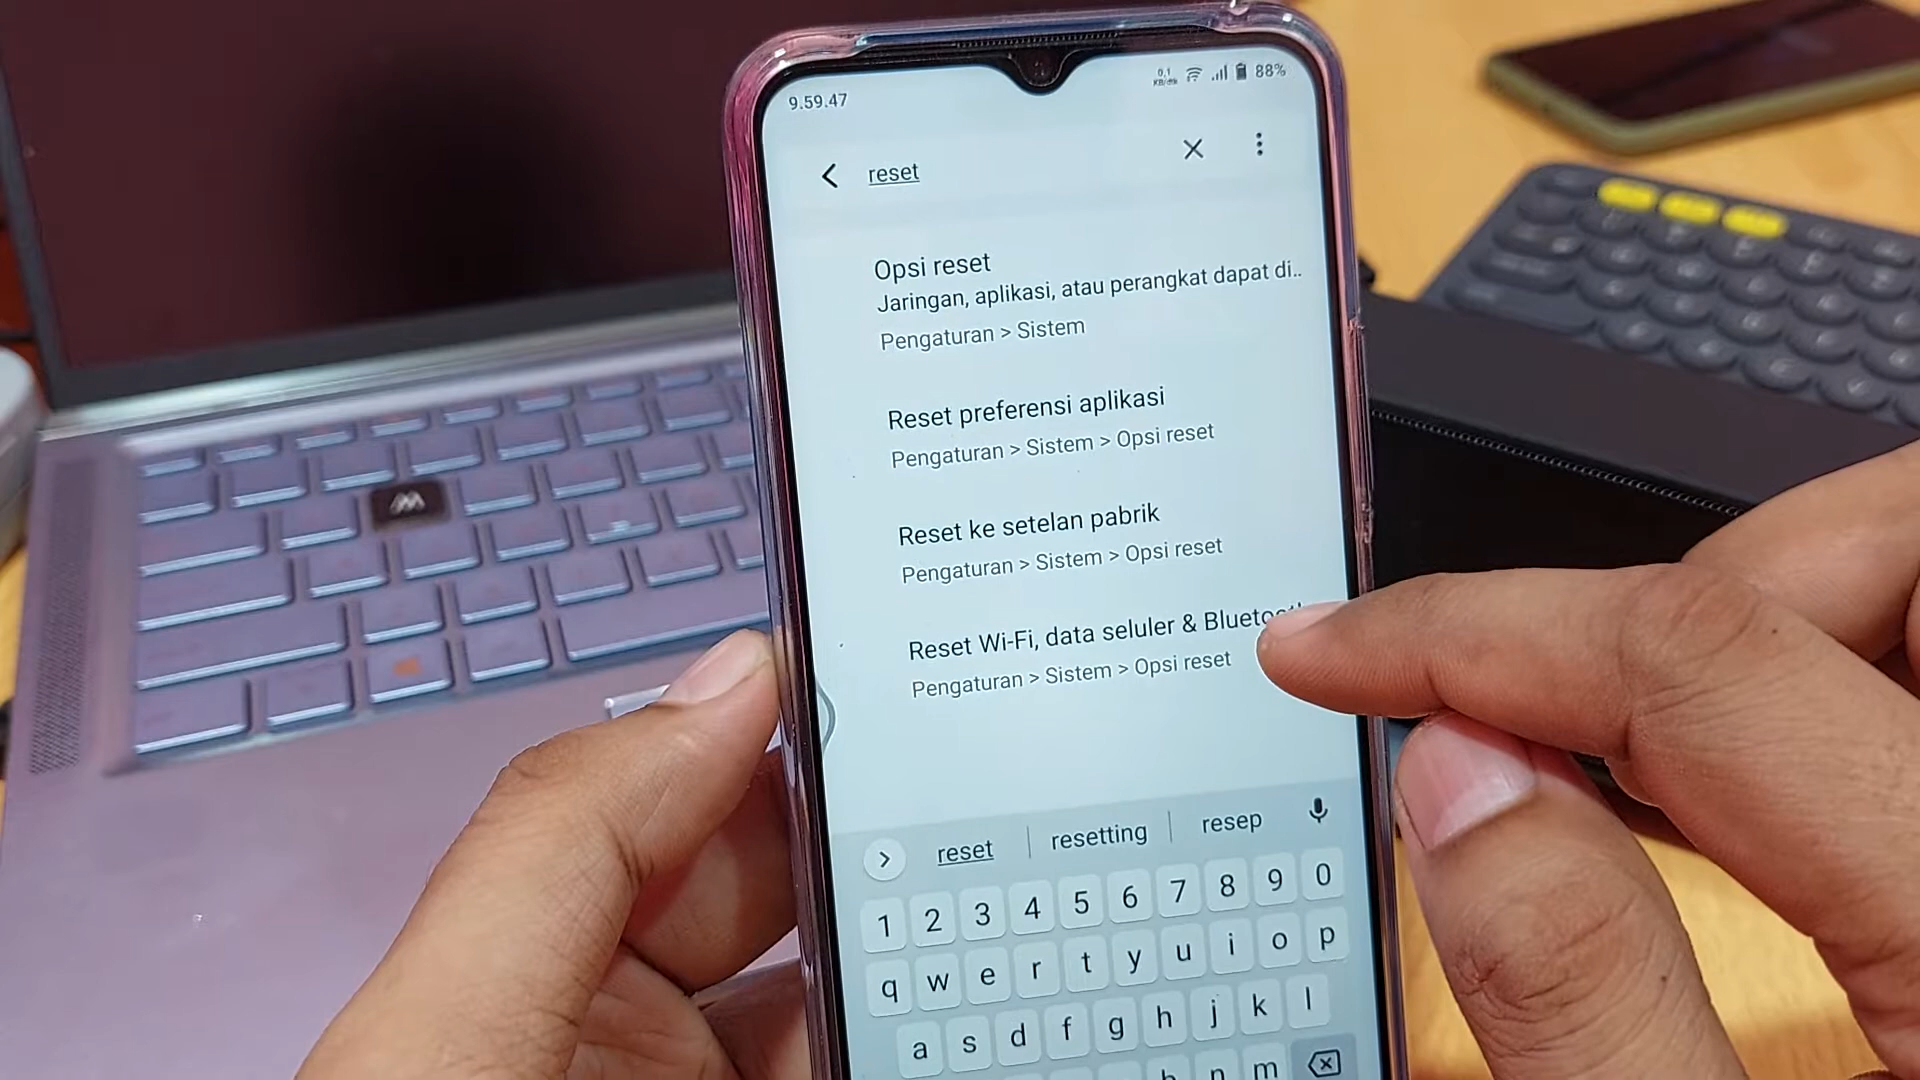 9.59.47
0,1
88%
reset
Opsi reset
Jaringan, aplikasi, atau perangkat dapat di..
Pengaturan > Sistem
Reset preferensi aplikasi
Pengaturan > Sistem > Opsi reset
Reset ke setelan pabrik
Pengaturan > Sistem > Opsi reset
Reset Wi-Fi, data seluler &
Pengaturan > Sistem > Opsi reset
reset
resetting
resep
1 2 3 4 5 6 7 8 9 0
q w e r t y u i o p
a s d f g h j k l
n m